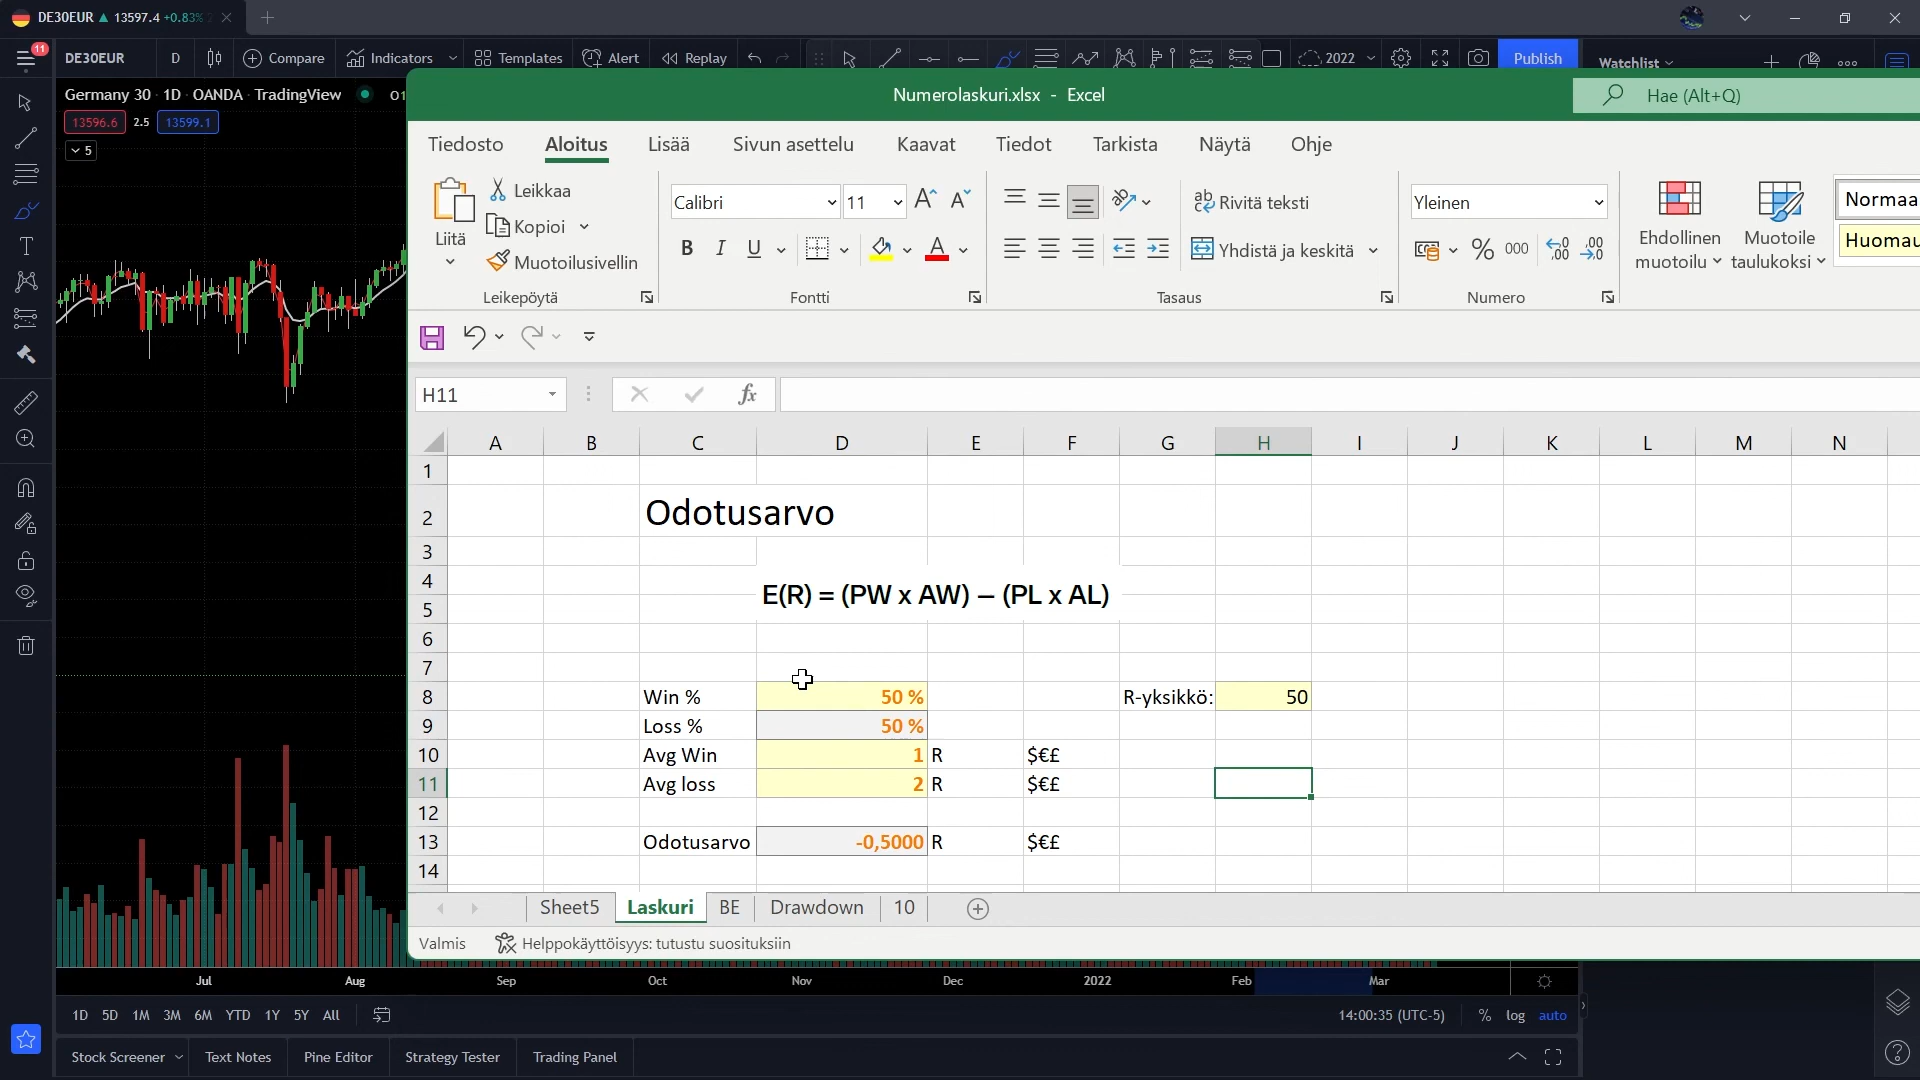 DE30EUR ▲ 13597.4 +0.83%
11
DE30EUR D Compare Indicators Templates Alert Replay 2022 Publish Watchlist
Germany 30 · 1D · OANDA · TradingView O1
13596.6 2.5 13599.1
5
Numerolaskuri.xlsx - Excel
Hae (Alt+Q)
Tiedosto Aloitus Lisää Sivun asettelu Kaavat Tiedot Tarkista Näytä Ohje
Liitä
Leikkaa
Kopioi
Muotoilusivellin
Leikepöytä
Calibri 11 A A
B I U A
Fontti
Rivitä teksti
Yhdistä ja keskitä
Tasaus
Yleinen
% 000 ,00
Numero
Ehdollinen
muotoilu
Muotoile
taulukoksi
Normaa
Huomau
H11 fx
A B C D E F G H I J K L M N
1
2 Odotusarvo
3
4
E(R) = (PW x AW) – (PL x AL)
5
6
7
8 Win % 50 % R-yksikkö: 50
9 Loss % 50 %
10 Avg Win 1 R $€£
11 Avg loss 2 R $€£
12
13 Odotusarvo -0,5000 R $€£
14
Sheet5 Laskuri BE Drawdown 10
Valmis Helppokäyttöisyys: tutustu suosituksiin
Jul Aug Sep Oct Nov Dec 2022 Feb Mar
1D 5D 1M 3M 6M YTD 1Y 5Y All 14:00:35 (UTC-5) % log auto
Stock Screener Text Notes Pine Editor Strategy Tester Trading Panel